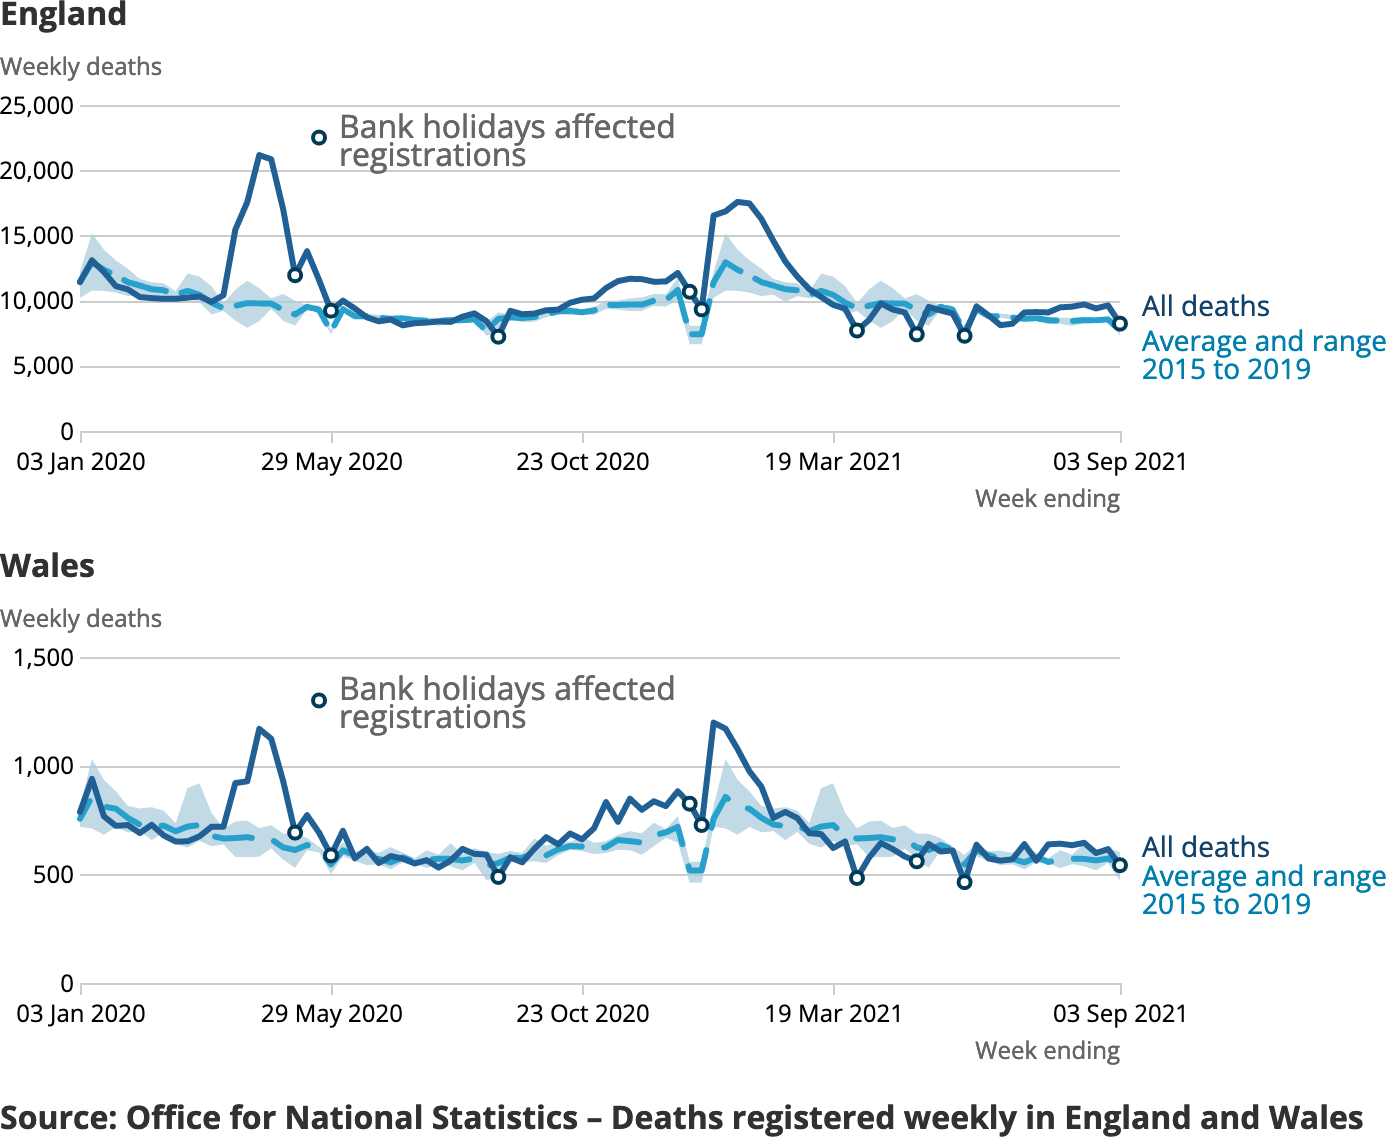 England
Weekly deaths
25,000
Bank holidays affected
registrations
20,000
15,000
10,000
All deaths
Average and range
2015 to 2019
5,000
0
03 Jan 2020 29 May 2020 23 Oct 2020 19 Mar 2021 03 Sep 2021
Week ending
Wales
Weekly deaths
1,500
Bank holidays affected
registrations
1,000
All deaths
500
Average and range
2015 to 2019
0
03 Jan 2020 29 May 2020 23 Oct 2020 19 Mar 2021 03 Sep 2021
Week ending
Source: Office for National Statistics – Deaths registered weekly in England and Wales